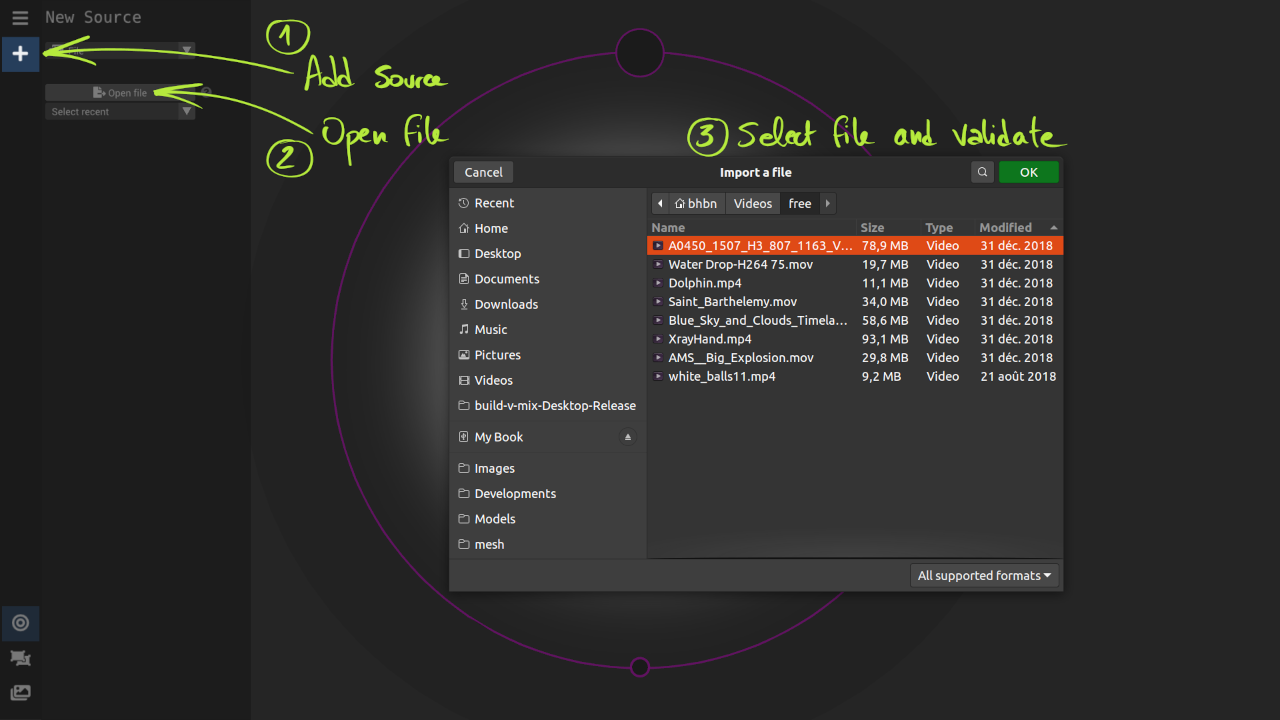 New Source
1
Add source
File
Open file
Select recent
2
Open file
3 Select file and validate
Cancel
Import a file
OK
Recent
Home
Desktop
Documents
Downloads
Music
Pictures
Videos
build-v-mix-Desktop-Release
My Book
Images
Developments
Models
mesh
bhbn Videos free
Name Size Type Modified
A0450_1507_H3_807_1163_V... 78,9 MB Video 31 déc. 2018
Water Drop-H264 75.mov 19,7 MB Video 31 déc. 2018
Dolphin.mp4 11,1 MB Video 31 déc. 2018
Saint_Barthelemy.mov 34,0 MB Video 31 déc. 2018
Blue_Sky_and_Clouds_Timela... 58,6 MB Video 31 déc. 2018
XrayHand.mp4 93,1 MB Video 31 déc. 2018
AMS__Big_Explosion.mov 29,8 MB Video 31 déc. 2018
white_balls11.mp4 9,2 MB Video 21 août 2018
All supported formats